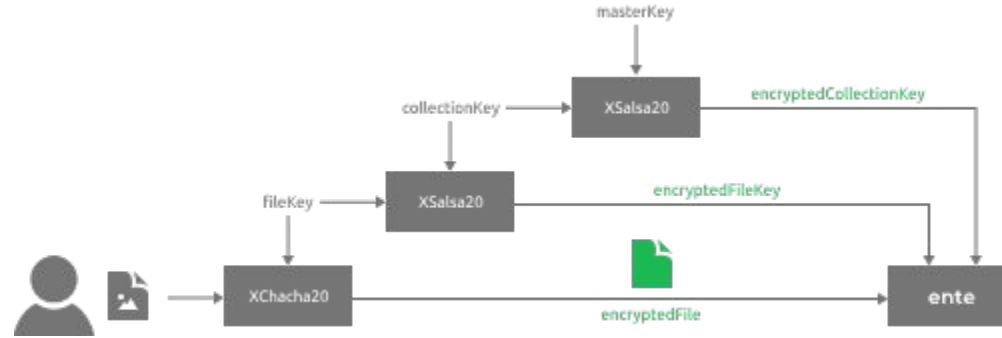 masterKey
XSalsa20
encryptedCollectionKey
collectionKey
XSalsa20
encryptedFileKey
fileKey
XChacha20
encryptedFile
ente